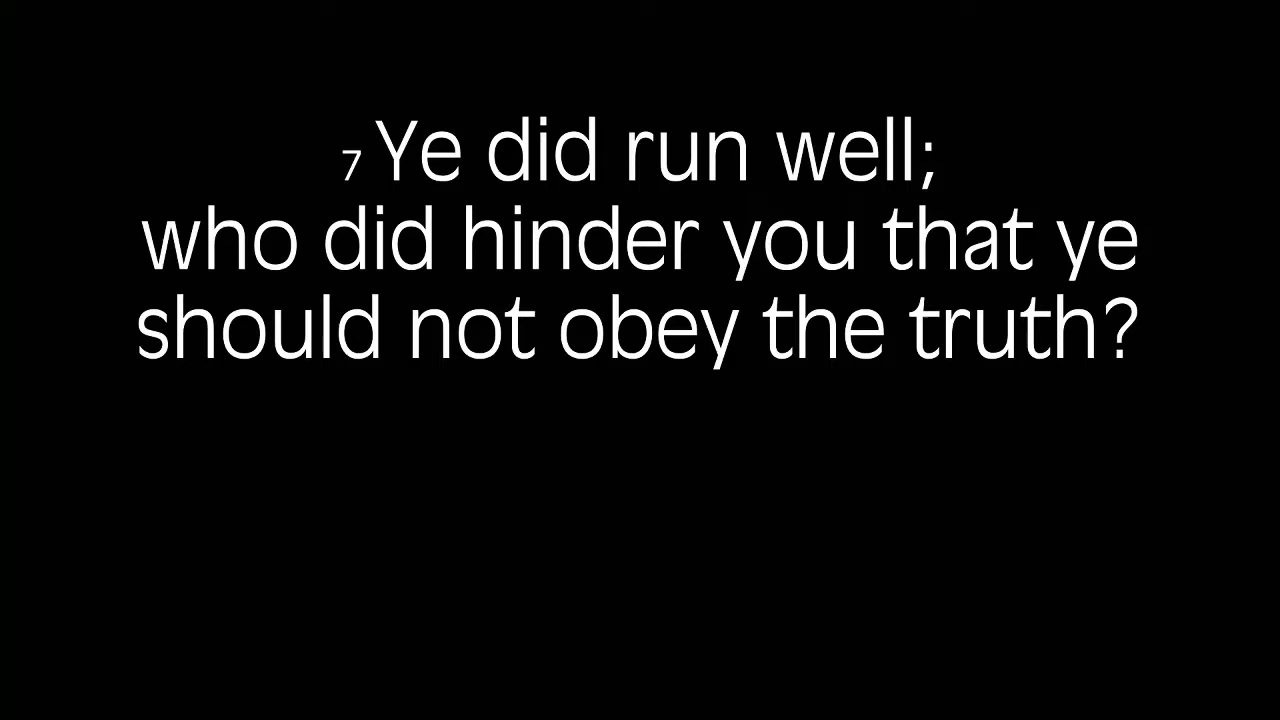 7 Ye did run well;
who did hinder you that ye
should not obey the truth?